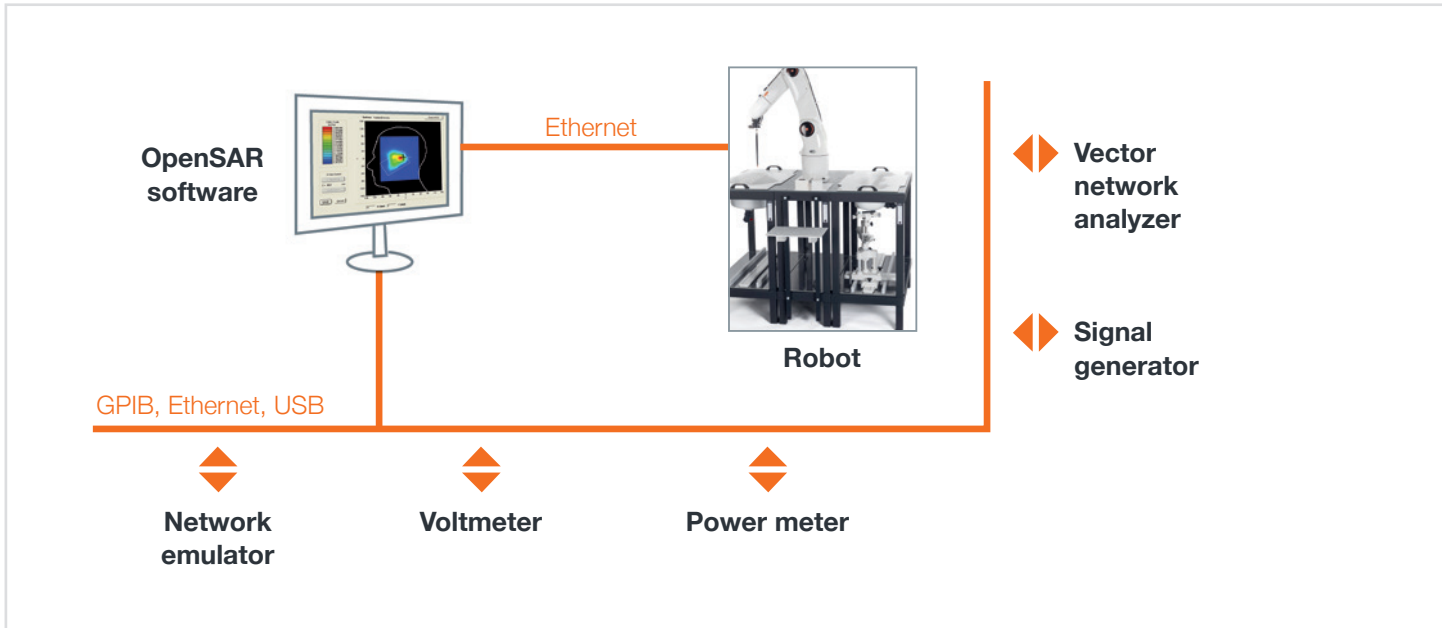 OpenSAR
software
Ethernet
Robot
Vector
network
analyzer
Signal
generator
GPIB, Ethernet, USB
Network
emulator
Voltmeter
Power meter